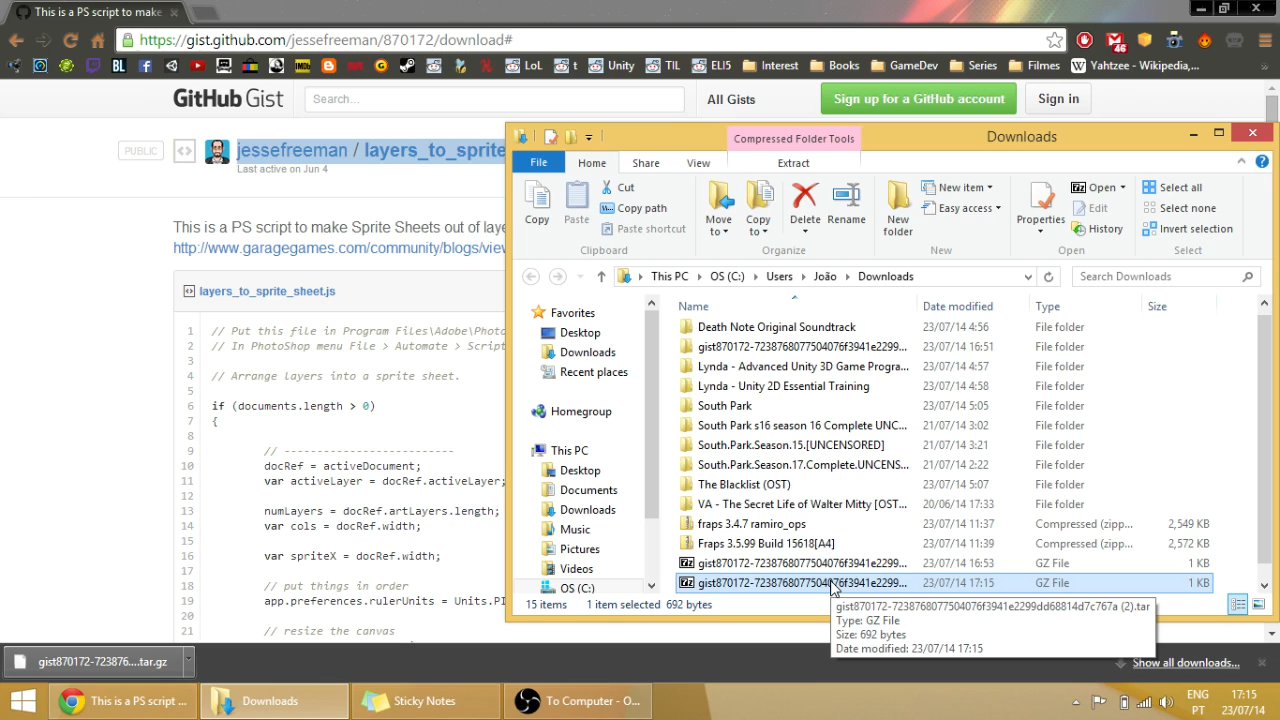 This is a PS script to make
https://gist.github.com/jessefreeman/870172/download#
46
BL
IMDb
LoL
t
Unity
TIL
ELI5
Interest
Books
GameDev
Series
Filmes
Yahtzee - Wikipedia,...
GitHub Gist
Search...
All Gists
Sign up for a GitHub account
Sign in
PUBLIC
jessefreeman / layers_to_sprite
Last active on Jun 4
This is a PS script to make Sprite Sheets out of laye
http://www.garagegames.com/community/blogs/view
layers_to_sprite_sheet.js
1 // Put this file in Program Files\Adobe\Photo
2 // In PhotoShop menu File > Automate > Script
3
4 // Arrange layers into a sprite sheet.
5
6 if (documents.length > 0)
7 {
8
9 // --------------------------
10 docRef = activeDocument;
11 var activeLayer = docRef.activeLayer;
12
13 numLayers = docRef.artLayers.length;
14 var cols = docRef.width;
15
16 var spriteX = docRef.width;
17
18 // put things in order
19 app.preferences.rulerUnits = Units.PI
20
21 // resize the canvas
Compressed Folder Tools
Downloads
File
Home
Share
View
Extract
Copy
Paste
Cut
Copy path
Paste shortcut
Clipboard
Move to
Copy to
Delete
Rename
Organize
New folder
New item
Easy access
New
Properties
Open
Edit
History
Open
Select all
Select none
Invert selection
Select
This PC
OS (C:)
Users
João
Downloads
Search Downloads
Favorites
Desktop
Downloads
Recent places
Homegroup
This PC
Desktop
Documents
Downloads
Music
Pictures
Videos
OS (C:)
Name Date modified Type Size
Death Note Original Soundtrack 23/07/14 4:56 File folder
gist870172-7238768077504076f3941e2299... 23/07/14 16:51 File folder
Lynda - Advanced Unity 3D Game Progra... 23/07/14 4:57 File folder
Lynda - Unity 2D Essential Training 23/07/14 4:58 File folder
South Park 23/07/14 5:05 File folder
South Park s16 season 16 Complete UNC... 21/07/14 3:02 File folder
South.Park.Season.15.[UNCENSORED] 21/07/14 3:21 File folder
South.Park.Season.17.Complete.UNCENS... 21/07/14 2:22 File folder
The Blacklist (OST) 23/07/14 5:07 File folder
VA - The Secret Life of Walter Mitty [OST... 20/06/14 17:33 File folder
fraps 3.4.7 ramiro_ops 23/07/14 11:37 Compressed (zipp... 2,549 KB
Fraps 3.5.99 Build 15618[A4] 23/07/14 11:39 Compressed (zipp... 2,572 KB
gist870172-7238768077504076f3941e2299... 23/07/14 16:53 GZ File 1 KB
gist870172-7238768077504076f3941e2299... 23/07/14 17:15 GZ File 1 KB
15 items 1 item selected 692 bytes
gist870172-7238768077504076f3941e2299dd68814d7c767a (2).tar
Type: GZ File
Size: 692 bytes
Date modified: 23/07/14 17:15
gist870172-723876....tar.gz
Show all downloads...
This is a PS script ...
Downloads
Sticky Notes
To Computer - O...
ENG
PT
17:15
23/07/14